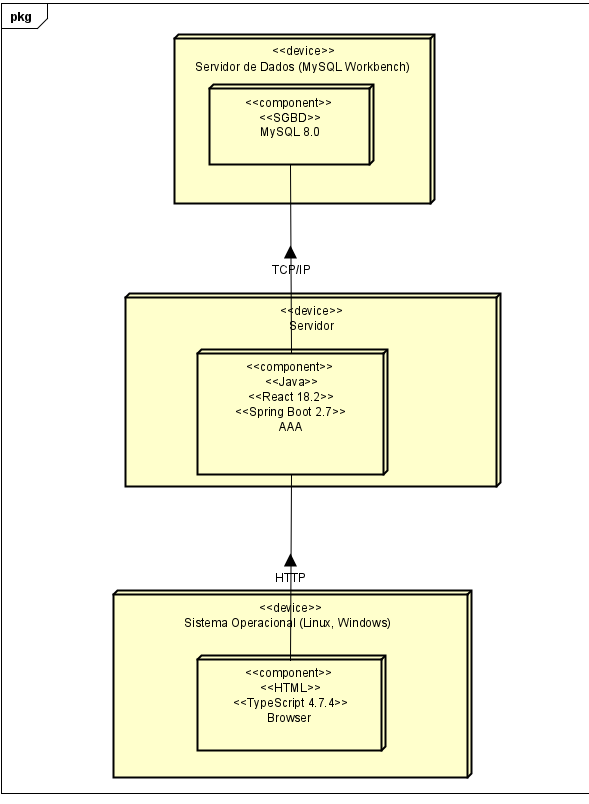 pkg
<<device>>
Servidor de Dados (MySQL Workbench)
<<component>>
<<SGBD>>
MySQL 8.0
TCP/IP
<<device>>
Servidor
<<component>>
<<Java>>
<<React 18.2>>
<<Spring Boot 2.7>>
AAA
HTTP
<<device>>
Sistema Operacional (Linux, Windows)
<<component>>
<<HTML>>
<<TypeScript 4.7.4>>
Browser